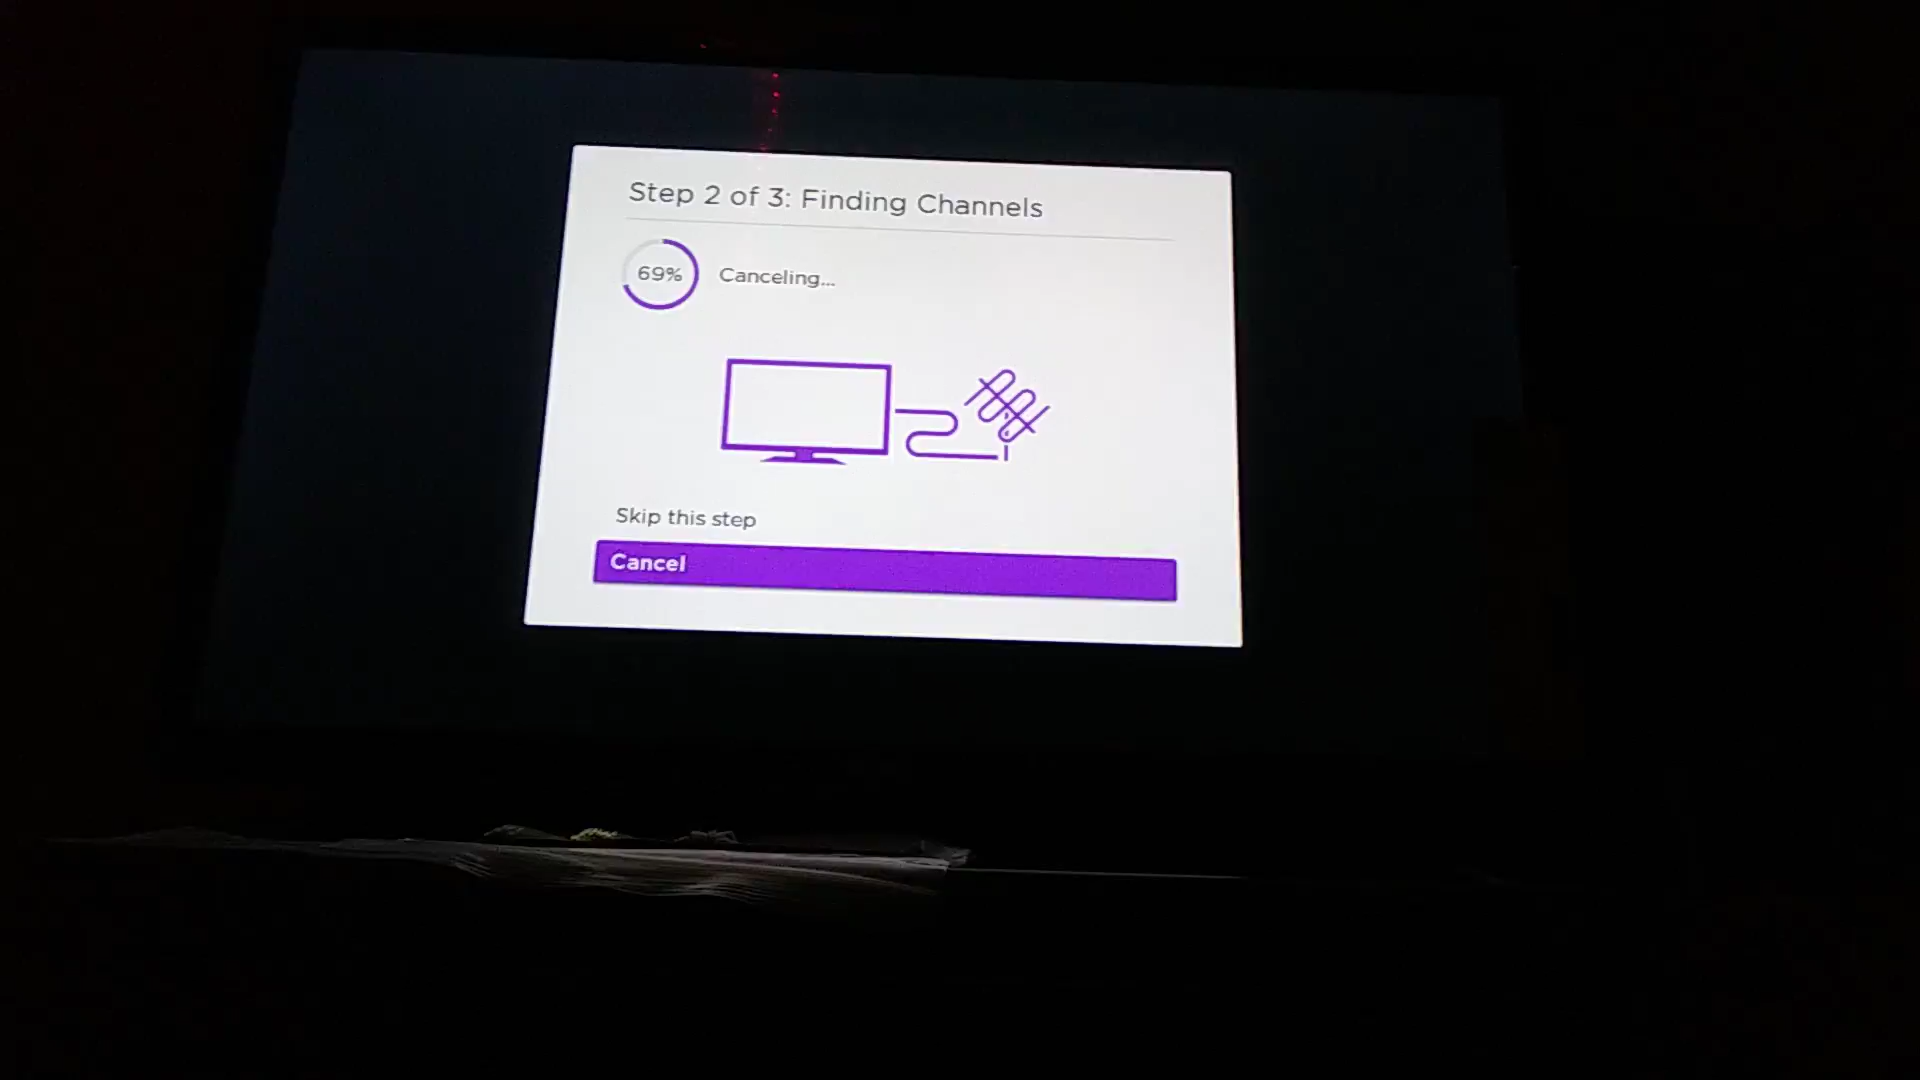 Step 2 of 3: Finding Channels
69% Canceling...
Skip this step
Cancel